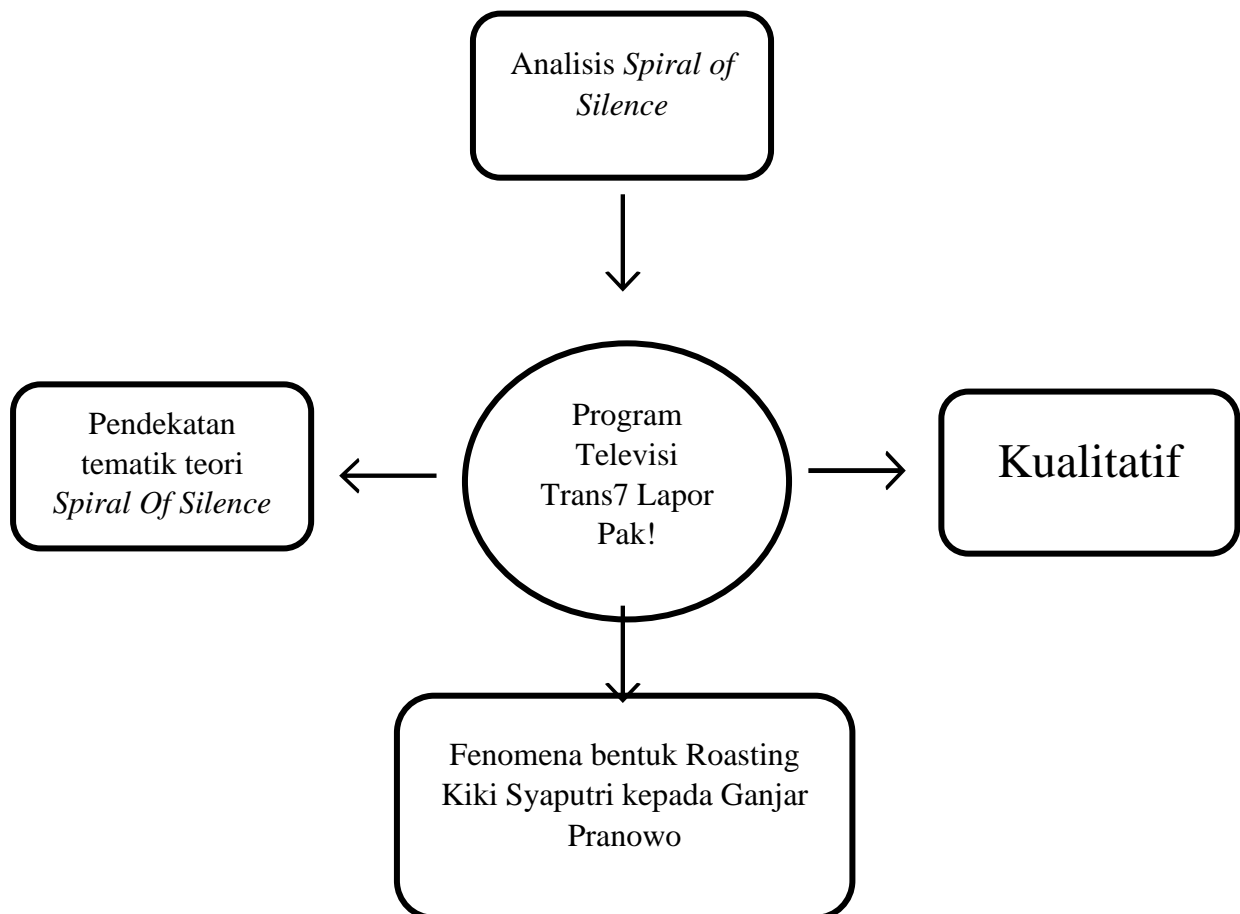 Analisis Spiral of
Silence
Pendekatan
tematik teori
Spiral Of Silence
Program
Televisi
Trans7 Lapor
Pak!
Kualitatif
Fenomena bentuk Roasting
Kiki Syaputri kepada Ganjar
Pranowo